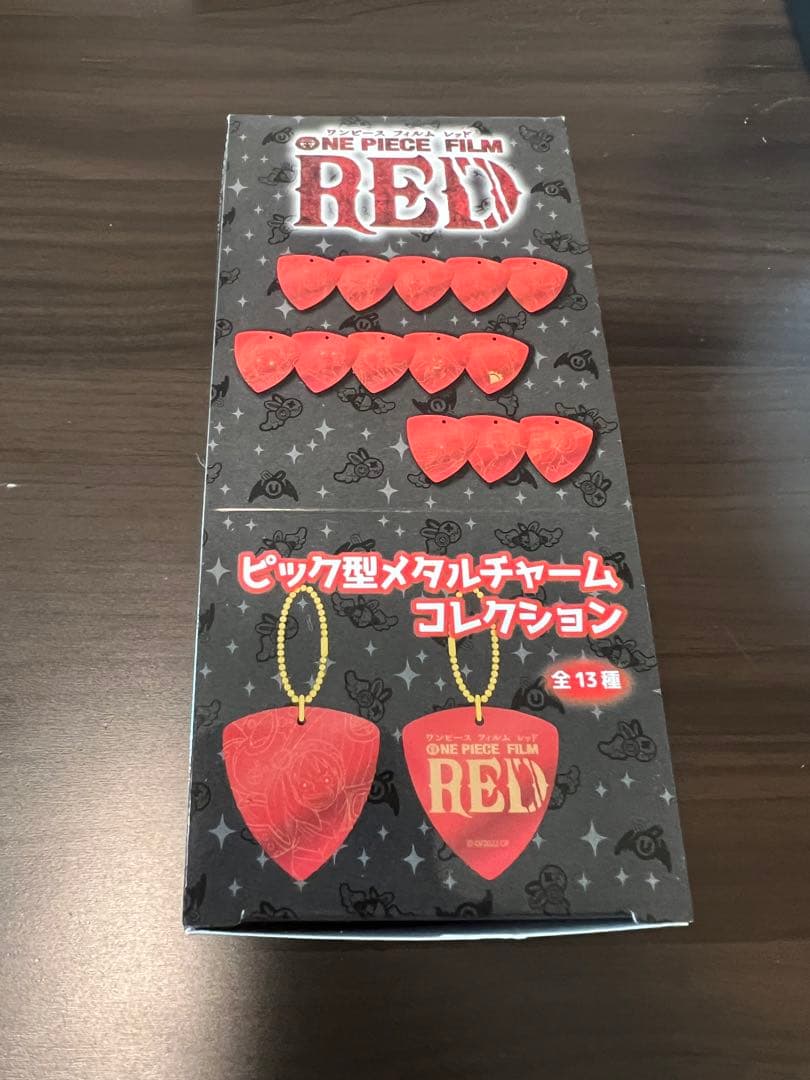 ワンピース フィルム レッド
ONE PIECE FILM
RED
ピック型メタルチャーム
コレクション
全13種
ワンピース フィルム レッド
ONE PIECE FILM
RED